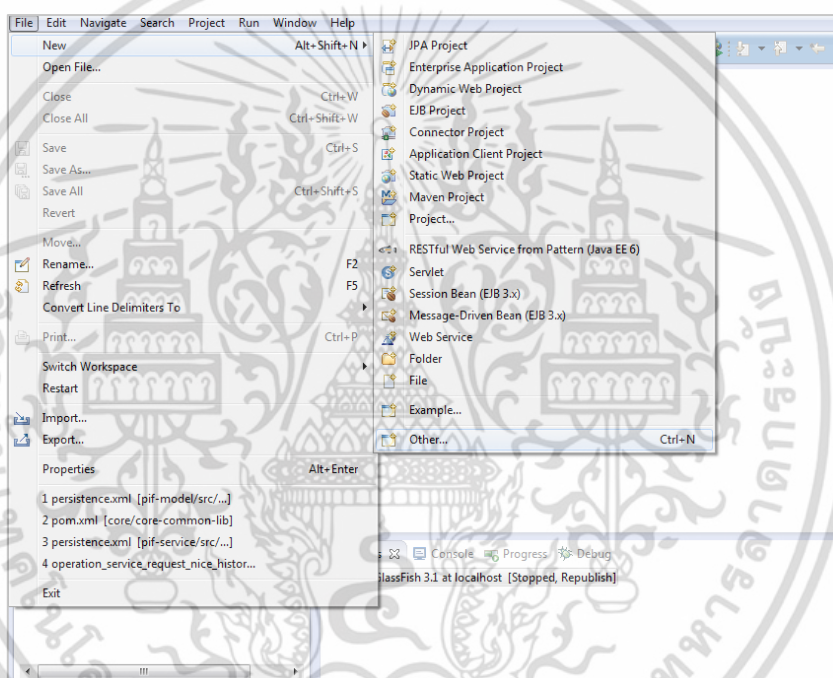 File Edit Navigate Search Project Run Window Help
New Alt+Shift+N
Open File...
Close Ctrl+W
Close All Ctrl+Shift+W
Save Ctrl+S
Save As...
Save All Ctrl+Shift+S
Revert
Move...
Rename... F2
Refresh F5
Convert Line Delimiters To
Print... Ctrl+P
Switch Workspace
Restart
Import...
Export...
Properties Alt+Enter
1 persistence.xml [pif-model/src/...]
2 pom.xml [core/core-common-lib]
3 persistence.xml [pif-service/src/...]
4 operation_service_request_nice_histor...
Exit
JPA Project
Enterprise Application Project
Dynamic Web Project
EJB Project
Connector Project
Application Client Project
Static Web Project
Maven Project
Project...
RESTful Web Service from Pattern (Java EE 6)
Servlet
Session Bean (EJB 3.x)
Message-Driven Bean (EJB 3.x)
Web Service
Folder
File
Example...
Other... Ctrl+N
s Console Progress Debug
GlassFish 3.1 at localhost [Stopped, Republish]